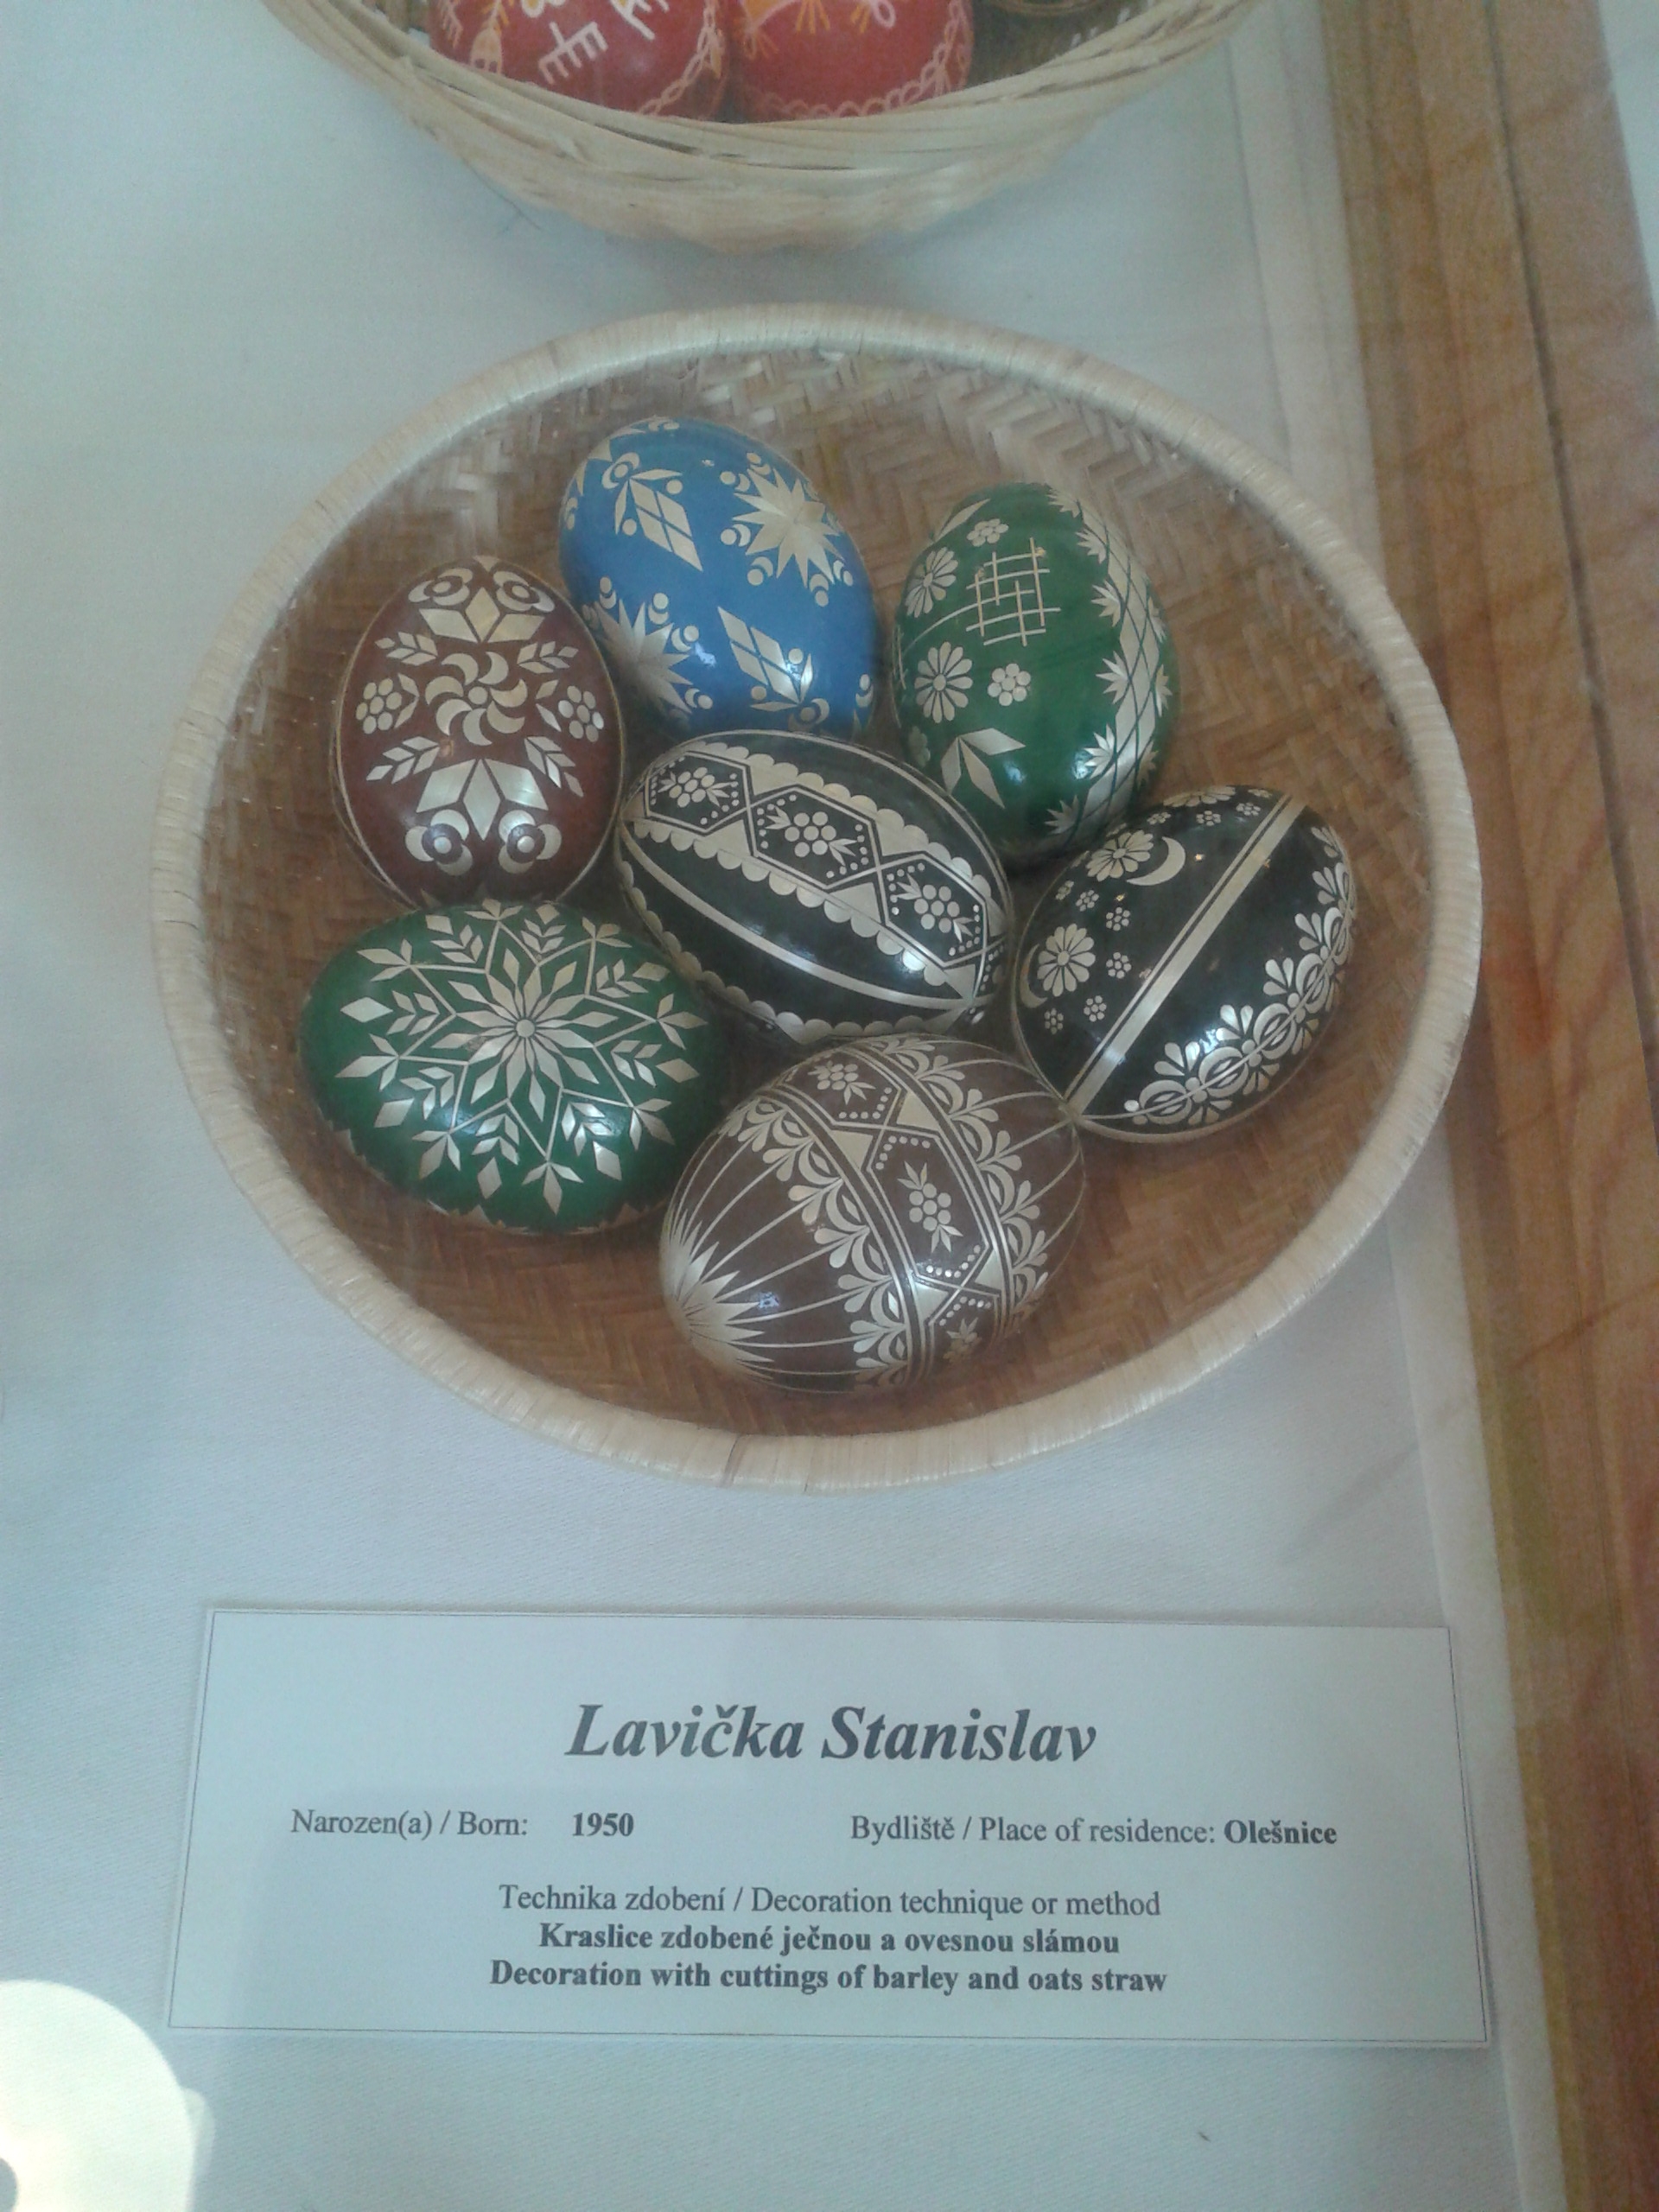 Lavička Stanislav
Narozen(a) / Born: 1950 Bydliště / Place of residence: Olešnice
Technika zdobení / Decoration technique or method
Kraslice zdobené ječnou a ovesnou slámou
Decoration with cuttings of barley and oats straw